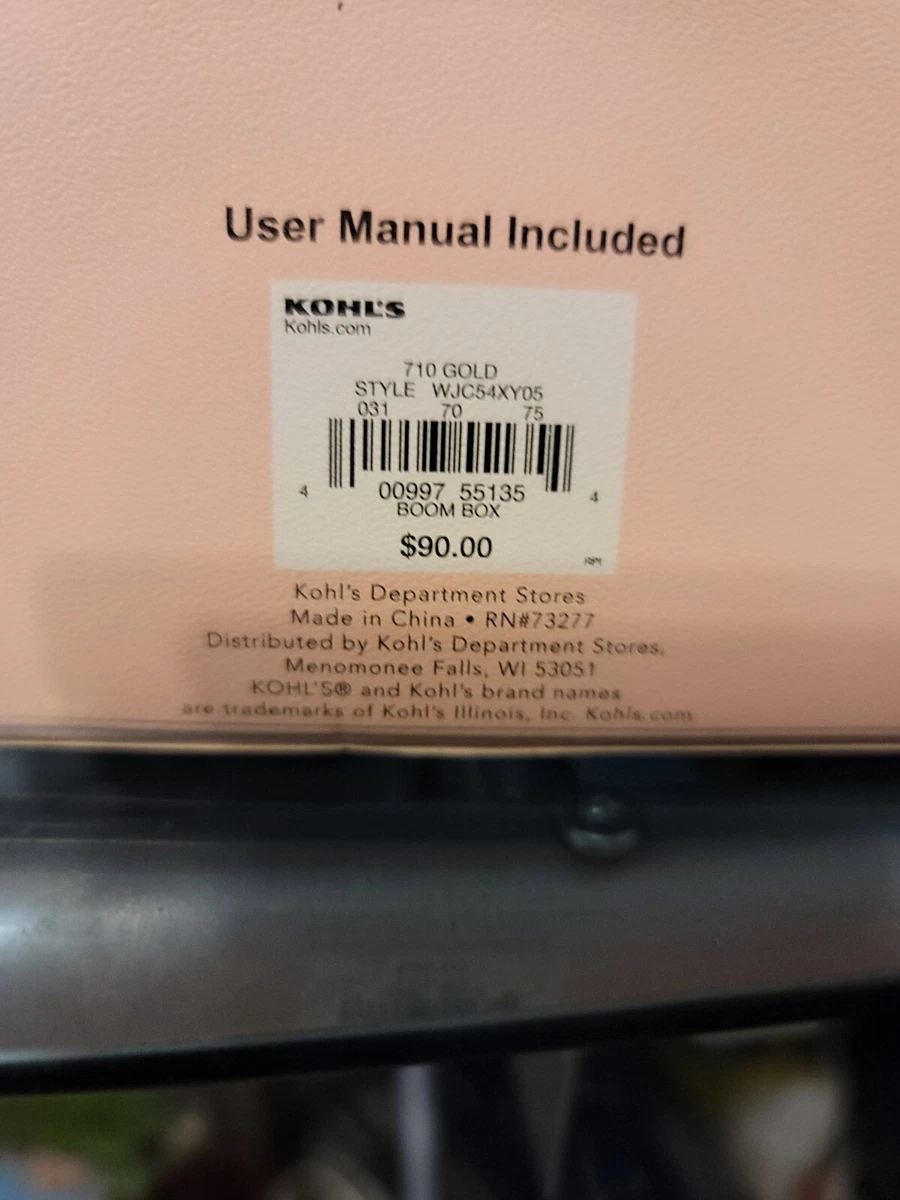 User Manual Included
KOHL'S
Kohls.com
710 GOLD
STYLE WJC54XY05
031 70 75
4 00997 55135 4
BOOM BOX
$90.00
RPI
Kohl's Department Stores
Made in China • RN#73277
Distributed by Kohl's Department Stores,
Menomonee Falls, WI 53051
KOHL'S® and Kohl's brand names
are trademarks of Kohl's Illinois, Inc. Kohls.com